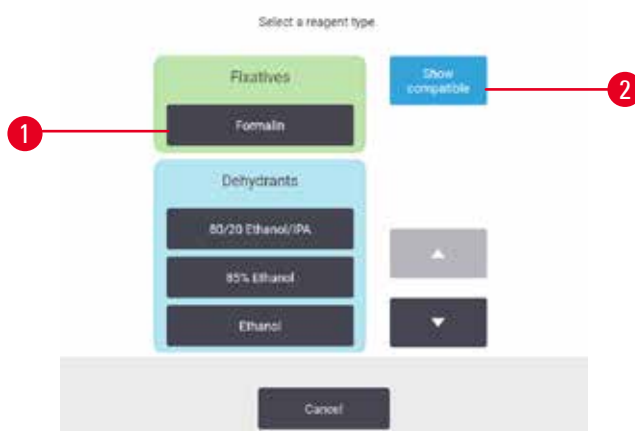 Select a reagent type
Fixatives
Show
compatible
2
1
Formalin
Dehydrants
80/20 Ethanol/IPA
85% Ethanol
Ethanol
Cancel